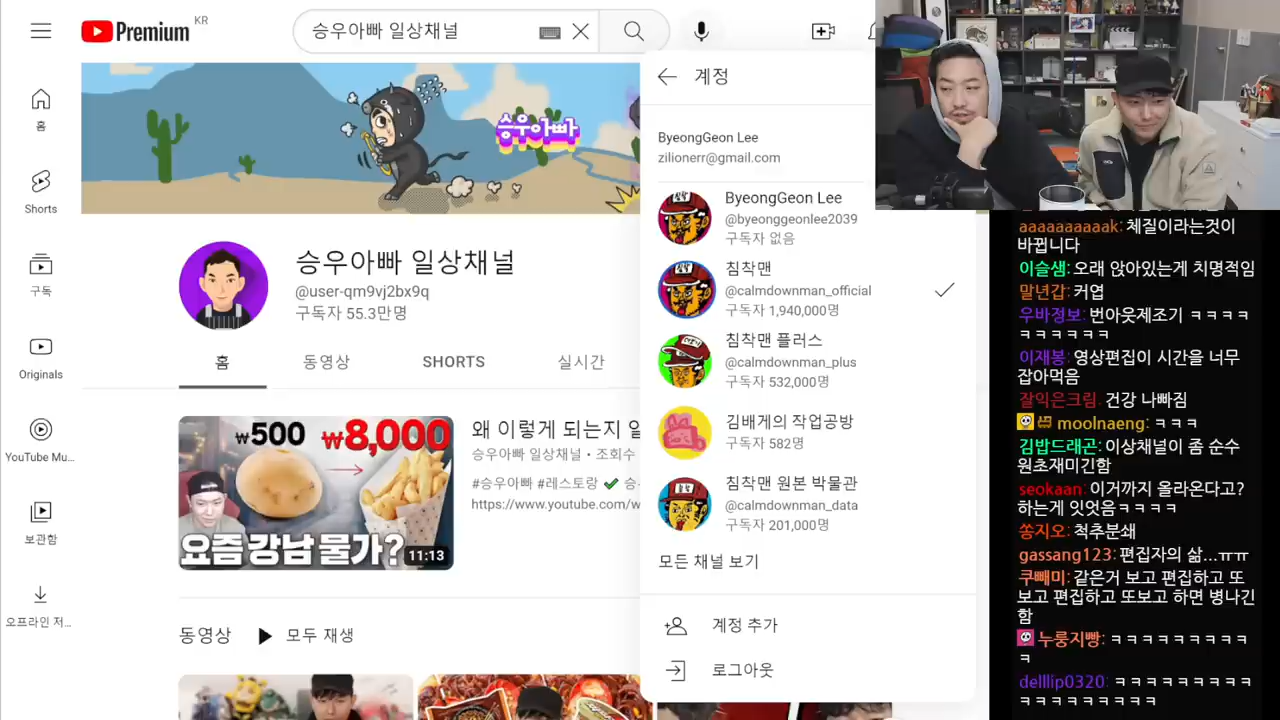 Premium KR
승우아빠 일상채널
홈
Shorts
구독
Originals
YouTube Mu...
보관함
오프라인 저...
승우아빠
승우아빠 일상채널
@user-qm9vj2bx9q
구독자 55.3만명
홈
동영상
SHORTS
실시간
₩500
₩8,000
요즘 강남 물가?
11:13
왜 이렇게 되는지 알
승우아빠 일상채널 • 조회수
#승우아빠 #레스토랑 ✔ 승
https://www.youtube.com/w
동영상
▶ 모두 재생
계정
ByeongGeon Lee
zilionerr@gmail.com
ByeongGeon Lee
@byeonggeonlee2039
구독자 없음
침착맨
@calmdownman_official
구독자 1,940,000명
침착맨 플러스
@calmdownman_plus
구독자 532,000명
김배게의 작업공방
구독자 582명
침착맨 원본 박물관
@calmdownman_data
구독자 201,000명
모든 채널 보기
계정 추가
로그아웃
aaaaaaaaaak: 체질이라는것이
바뀝니다
이슬샘: 오래 앉아있는게 치명적임
말년갑: 커엽
우바정보: 번아웃제조기 ㅋㅋㅋㅋ
ㅋㅋㅋㅋㅋㅋ
이재봉: 영상편집이 시간을 너무
잡아먹음
잘익은크림: 건강 나빠짐
moolnaeng: ㅋㅋㅋ
김밥드래곤: 이상채널이 좀 순수
원초재미긴함
seokaan: 이거까지 올라온다고?
하는게 잇엇음ㅋㅋㅋㅋ
쏭지오: 척추분쇄
gassang123: 편집자의 삶...ㅠㅠ
쿠빼미: 같은거 보고 편집하고 또
보고 편집하고 또보고 하면 병나긴
함
누룽지빵: ㅋㅋㅋㅋㅋㅋㅋㅋㅋ
ㅋ
delllip0320: ㅋㅋㅋㅋㅋㅋㅋㅋㅋ
ㅋㅋㅋㅋㅋㅋㅋㅋㅋ